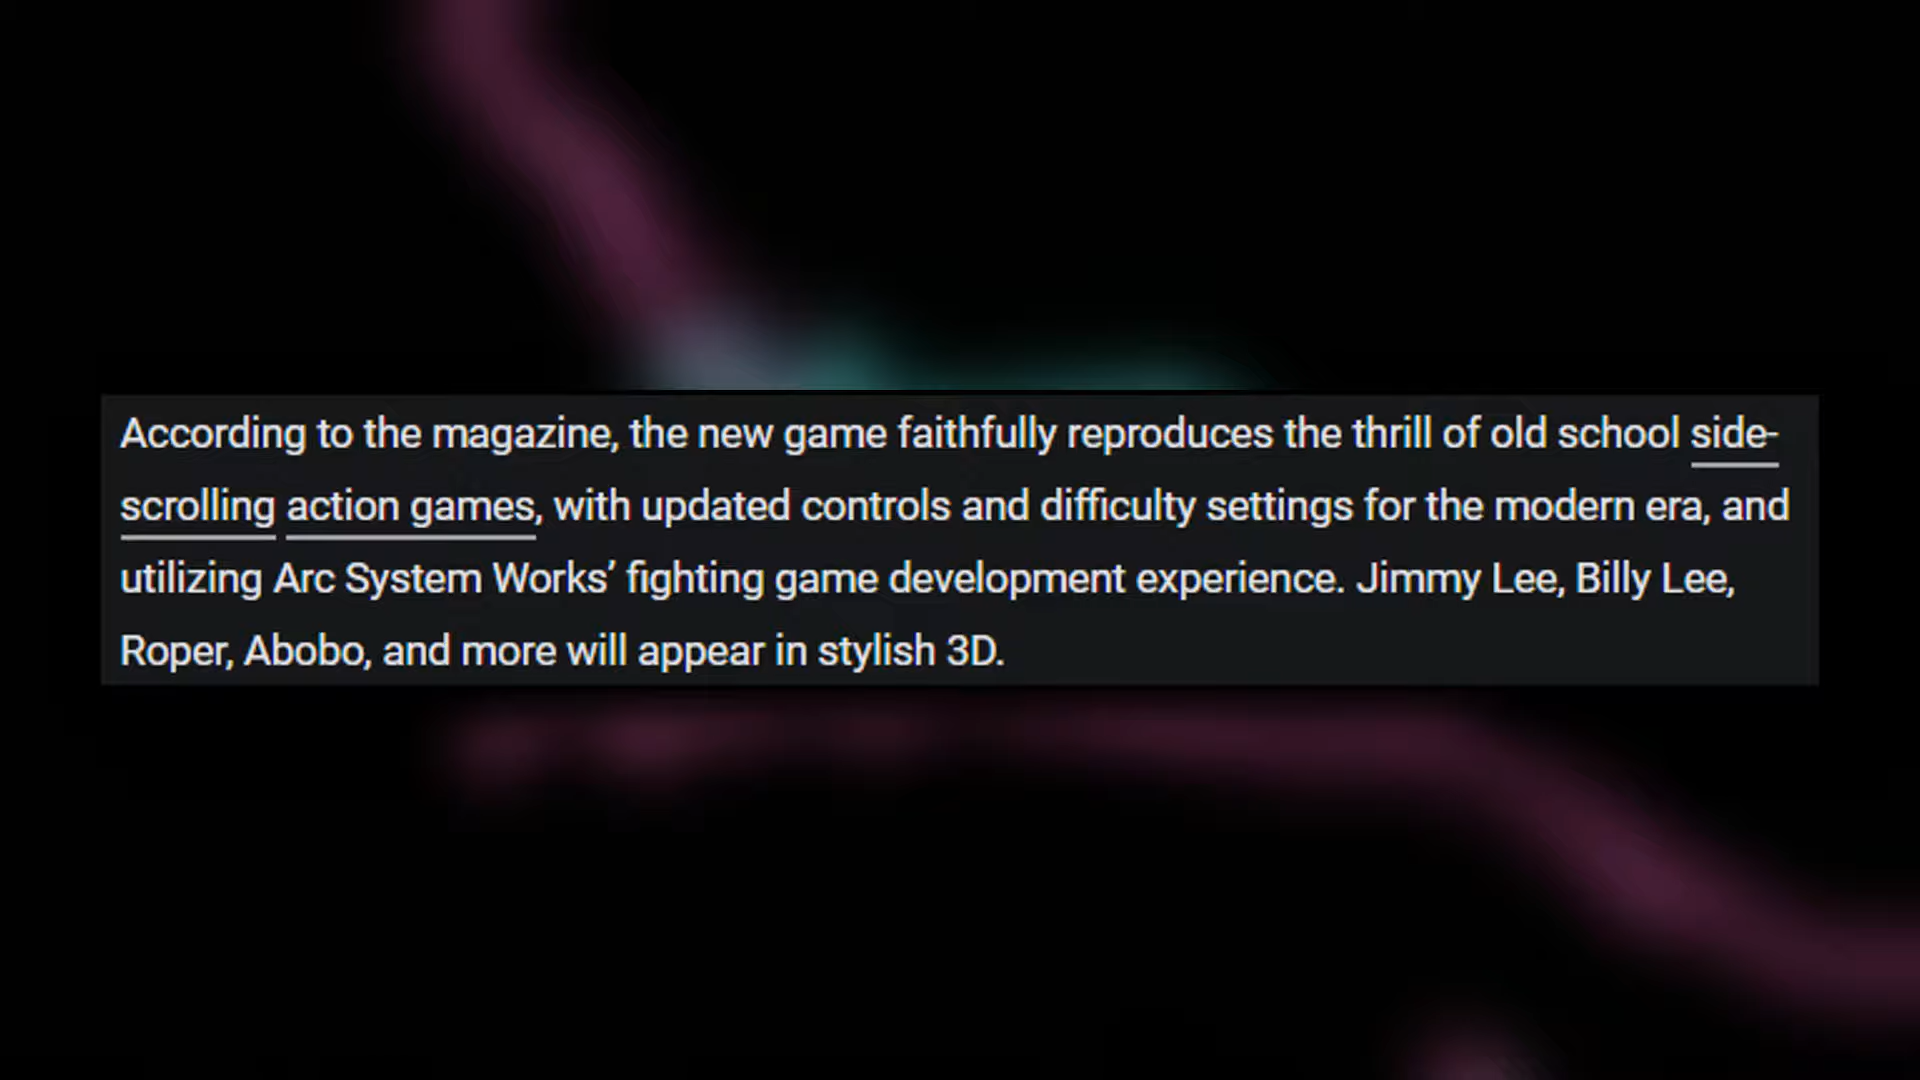 According to the magazine, the new game faithfully reproduces the thrill of old school side-
scrolling action games, with updated controls and difficulty settings for the modern era, and
utilizing Arc System Works’ fighting game development experience. Jimmy Lee, Billy Lee,
Roper, Abobo, and more will appear in stylish 3D.